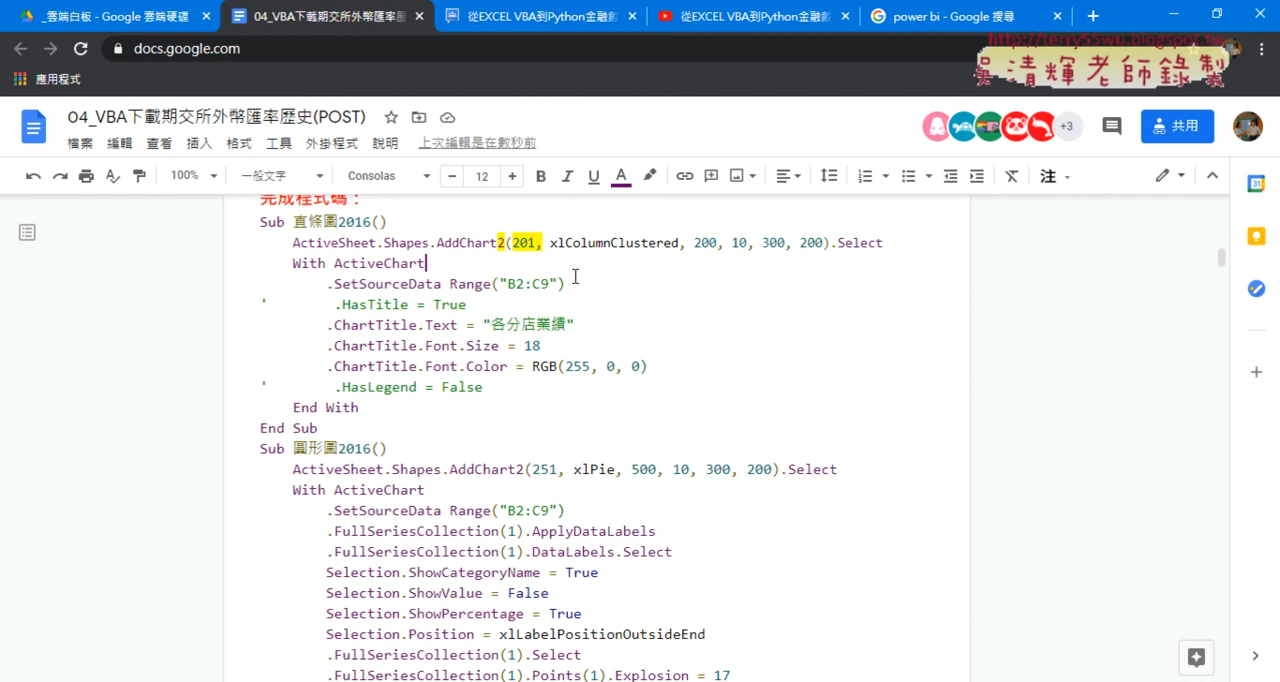 _雲端白板 - Google 雲端硬碟
04_VBA下載期交所外幣匯率歷
從EXCEL VBA到Python金融
從EXCEL VBA到Python金融
power bi - Google 搜尋
docs.google.com
http://terry55wu.blogspo
吳清輝老師錄製
應用程式
04_VBA下載期交所外幣匯率歷史(POST)
+3
共用
檔案 編輯 查看 插入 格式 工具 外掛程式 說明 上次編輯是在數秒前
100% 一般文字 Consolas 12 B I U A 注
完成程式碼：
Sub 直條圖2016()
ActiveSheet.Shapes.AddChart2(201, xlColumnClustered, 200, 10, 300, 200).Select
With ActiveChart
.SetSourceData Range("B2:C9")
' .HasTitle = True
.ChartTitle.Text = "各分店業績"
.ChartTitle.Font.Size = 18
.ChartTitle.Font.Color = RGB(255, 0, 0)
' .HasLegend = False
End With
End Sub
Sub 圓形圖2016()
ActiveSheet.Shapes.AddChart2(251, xlPie, 500, 10, 300, 200).Select
With ActiveChart
.SetSourceData Range("B2:C9")
.FullSeriesCollection(1).ApplyDataLabels
.FullSeriesCollection(1).DataLabels.Select
Selection.ShowCategoryName = True
Selection.ShowValue = False
Selection.ShowPercentage = True
Selection.Position = xlLabelPositionOutsideEnd
.FullSeriesCollection(1).Select
.FullSeriesCollection(1).Points(1).Explosion = 17